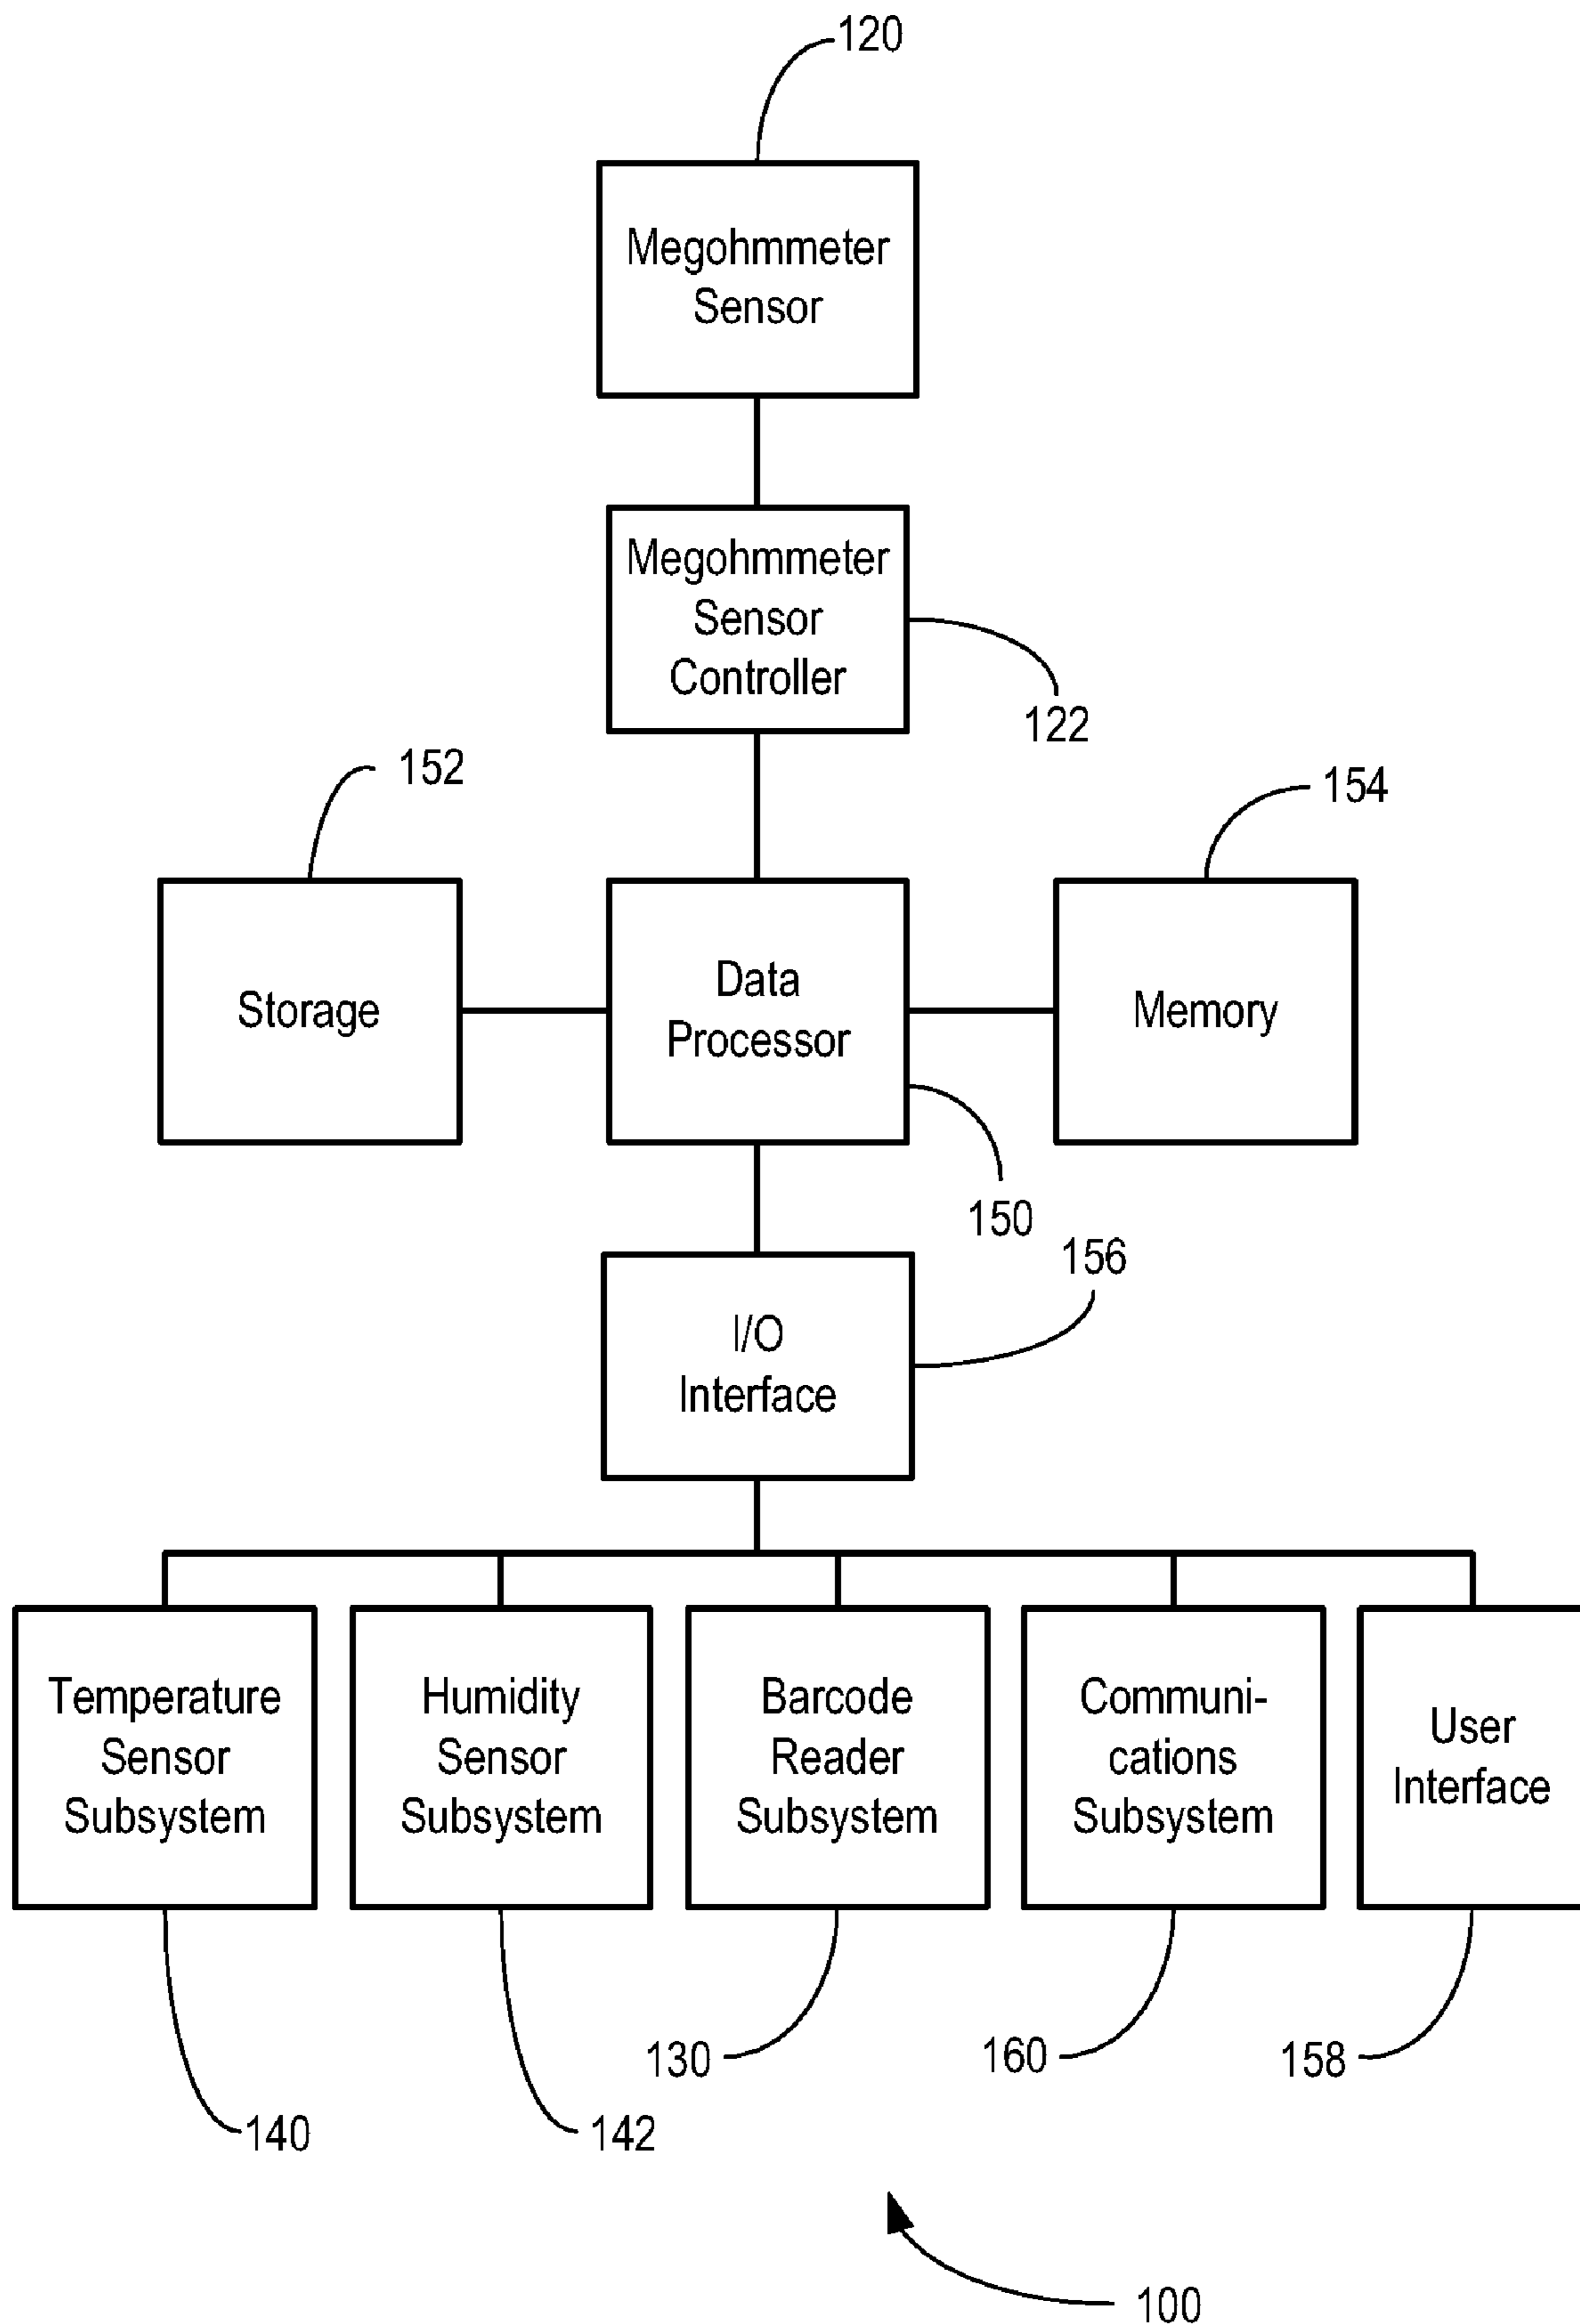 120
Megohmmeter
Sensor
Megohmmeter
Sensor
Controller
122
152
154
Storage
Data
Processor
Memory
150
156
I/O
Interface
Temperature
Sensor
Subsystem
Humidity
Sensor
Subsystem
Barcode
Reader
Subsystem
Communi-
cations
Subsystem
User
Interface
130
160
158
140
142
100